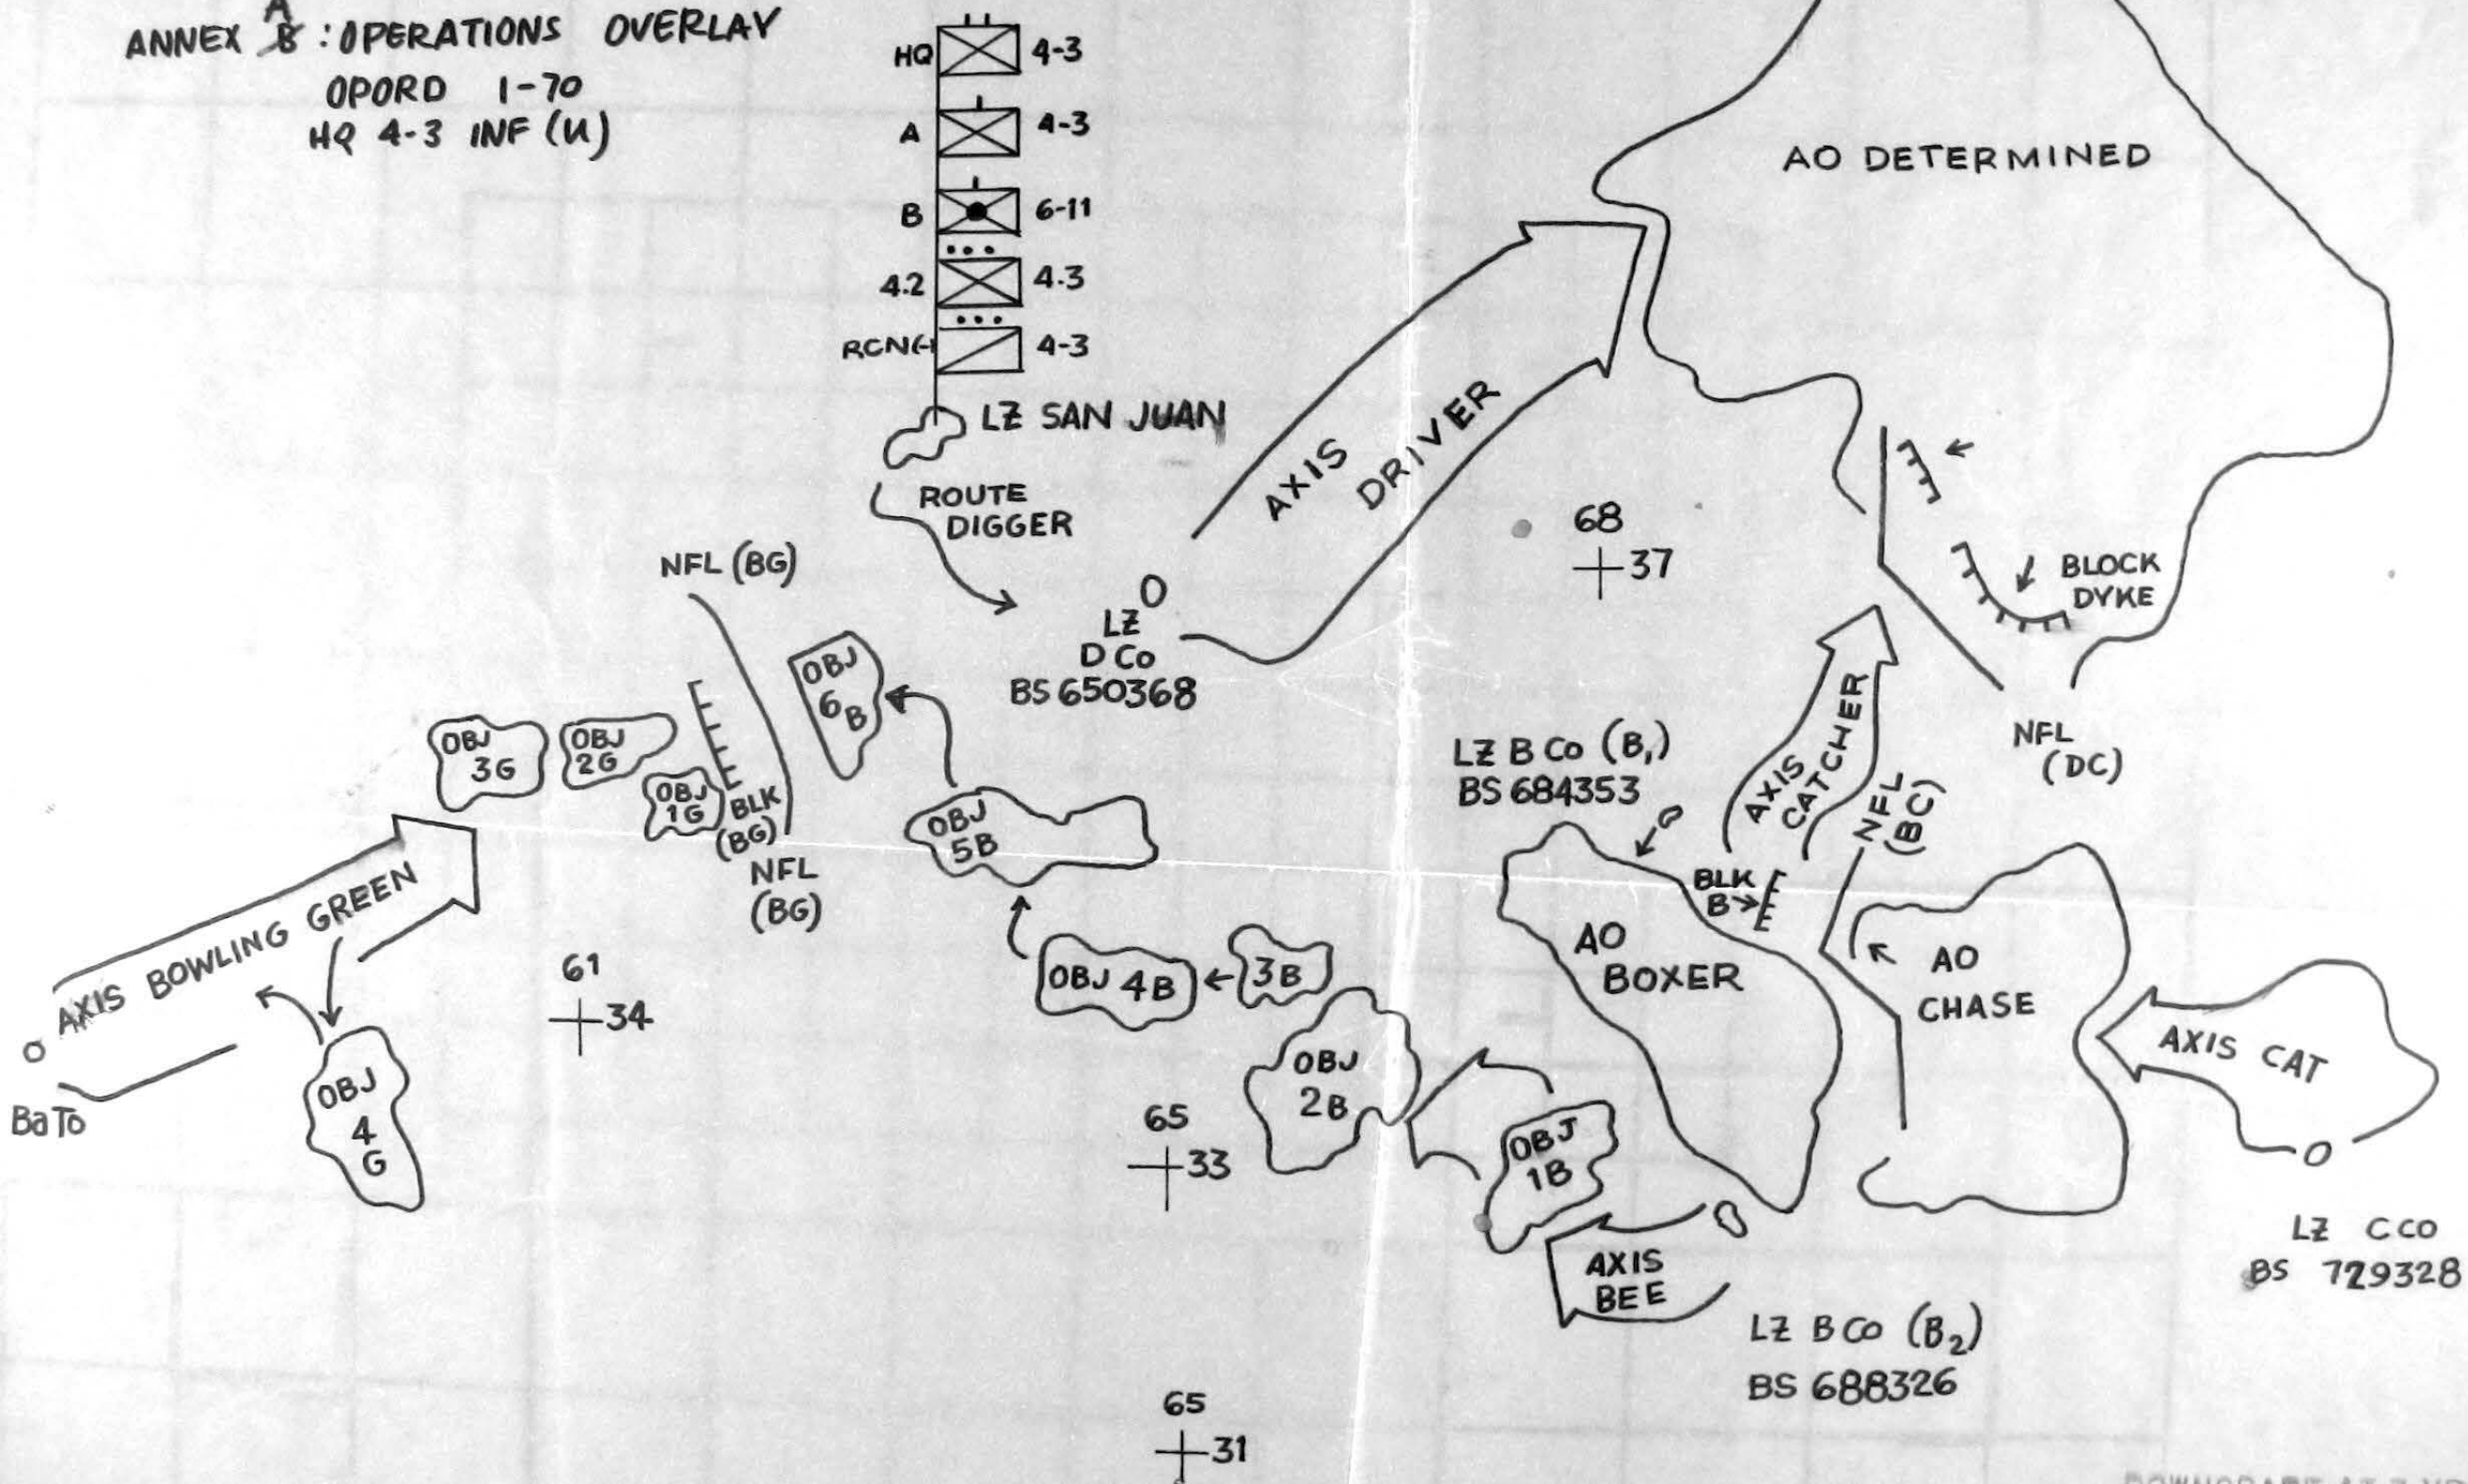 ANNEX A B : OPERATIONS OVERLAY
OPORD 1-70
HQ 4-3 INF (U)
HQ 4-3
A 4-3
B 6-11
4.2 4.3
RCN(-) 4-3
LZ SAN JUAN
ROUTE
DIGGER
AO DETERMINED
AXIS
DRIVER
68
37
BLOCK
DYKE
NFL (BG)
OBJ
6B
LZ
D Co
BS 650368
OBJ
3G
OBJ
2G
OBJ
1G
BLK
(BG)
NFL
(BG)
OBJ
5B
LZ B Co (B1)
BS 684353
AXIS
CATCHER
NFL
(BC)
NFL
(DC)
AXIS BOWLING GREEN
BaTo
OBJ
4
G
61
34
OBJ 4B
3B
OBJ
2B
65
33
OBJ
1B
BLK
B
AO
BOXER
AO
CHASE
AXIS CAT
LZ C CO
BS 729328
AXIS
BEE
LZ B Co (B2)
BS 688326
65
31